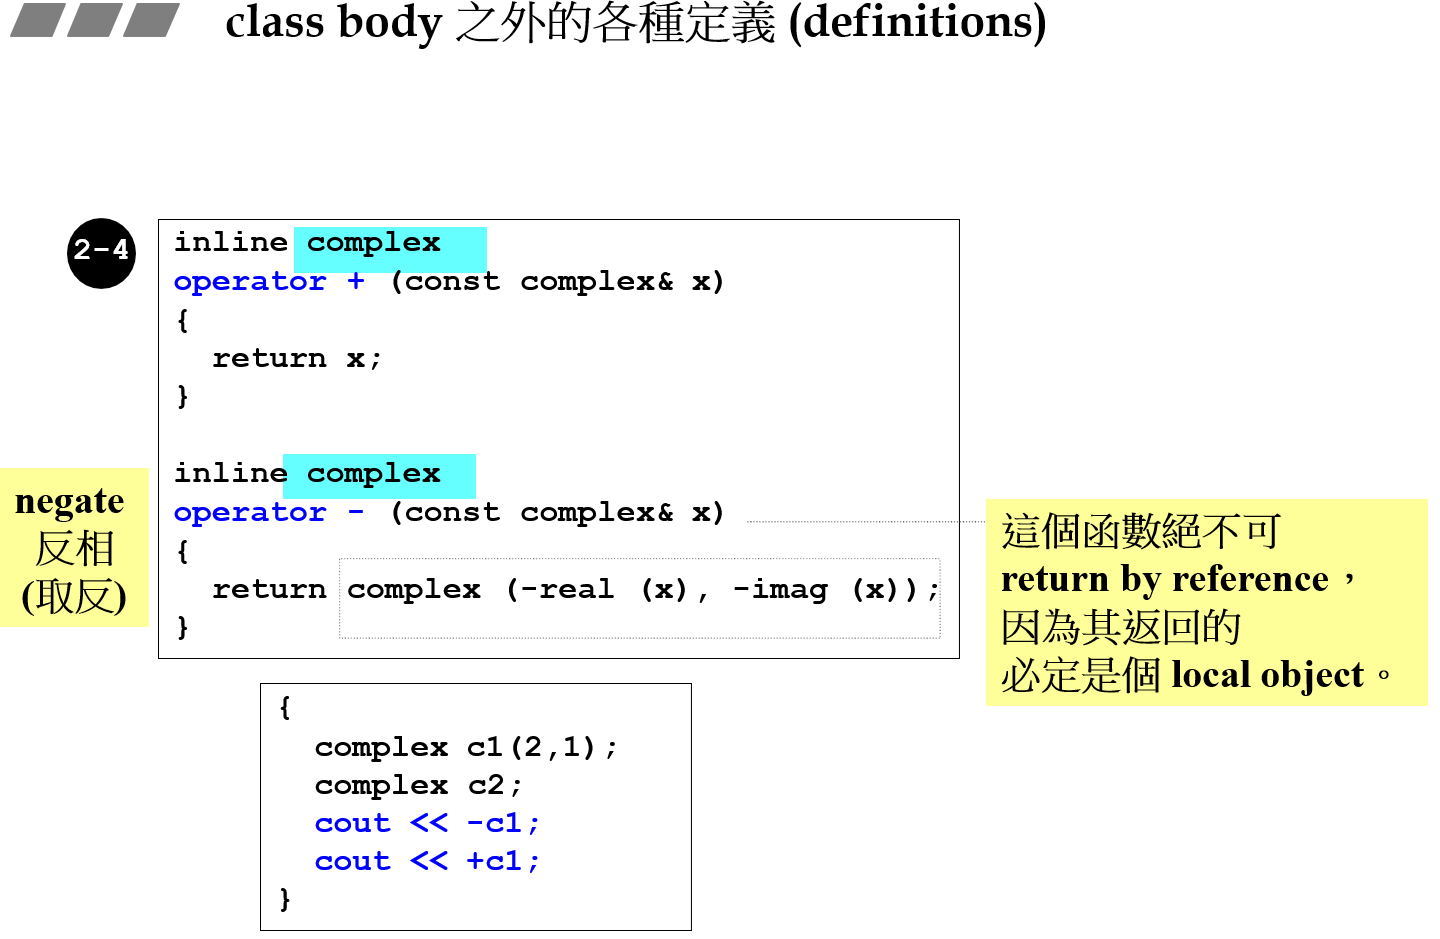 class body 之外的各種定義 (definitions)
2-4
inline complex
operator + (const complex& x)
{
  return x;
}
inline complex
operator - (const complex& x)
{
  return complex (-real (x), -imag (x));
}
negate
反相
(取反)
這個函數絕不可
return by reference，
因為其返回的
必定是個 local object。
{
  complex c1(2,1);
  complex c2;
  cout << -c1;
  cout << +c1;
}